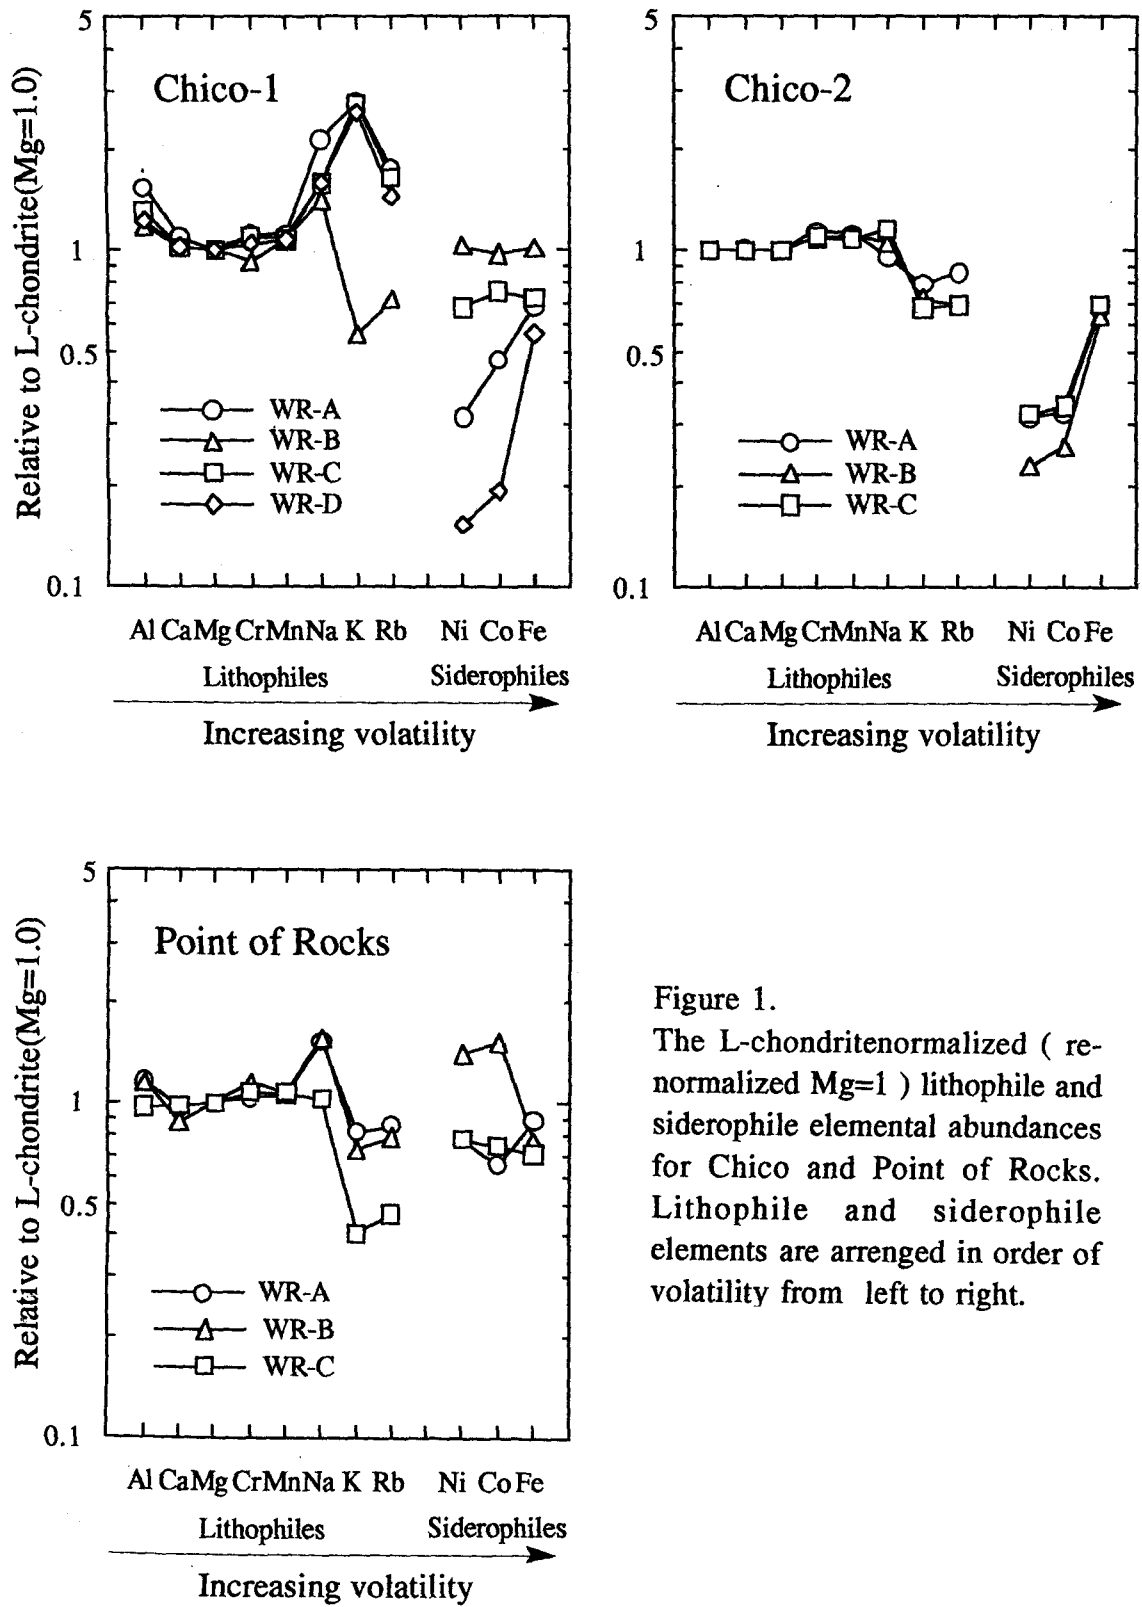 Relative to L-chondrite(Mg=1.0)
5
1
0.5
0.1
Chico-1
WR-A
WR-B
WR-C
WR-D
Al Ca Mg Cr Mn Na K Rb Ni Co Fe
Lithophiles Siderophiles
Increasing volatility
5
1
0.5
0.1
Chico-2
WR-A
WR-B
WR-C
Al Ca Mg Cr Mn Na K Rb Ni Co Fe
Lithophiles Siderophiles
Increasing volatility
Relative to L-chondrite(Mg=1.0)
5
1
0.5
0.1
Point of Rocks
WR-A
WR-B
WR-C
Al Ca Mg Cr Mn Na K Rb Ni Co Fe
Lithophiles Siderophiles
Increasing volatility
Figure 1.
The L-chondritenormalized ( re-
normalized Mg=1 ) lithophile and
siderophile elemental abundances
for Chico and Point of Rocks.
Lithophile and siderophile
elements are arrenged in order of
volatility from left to right.